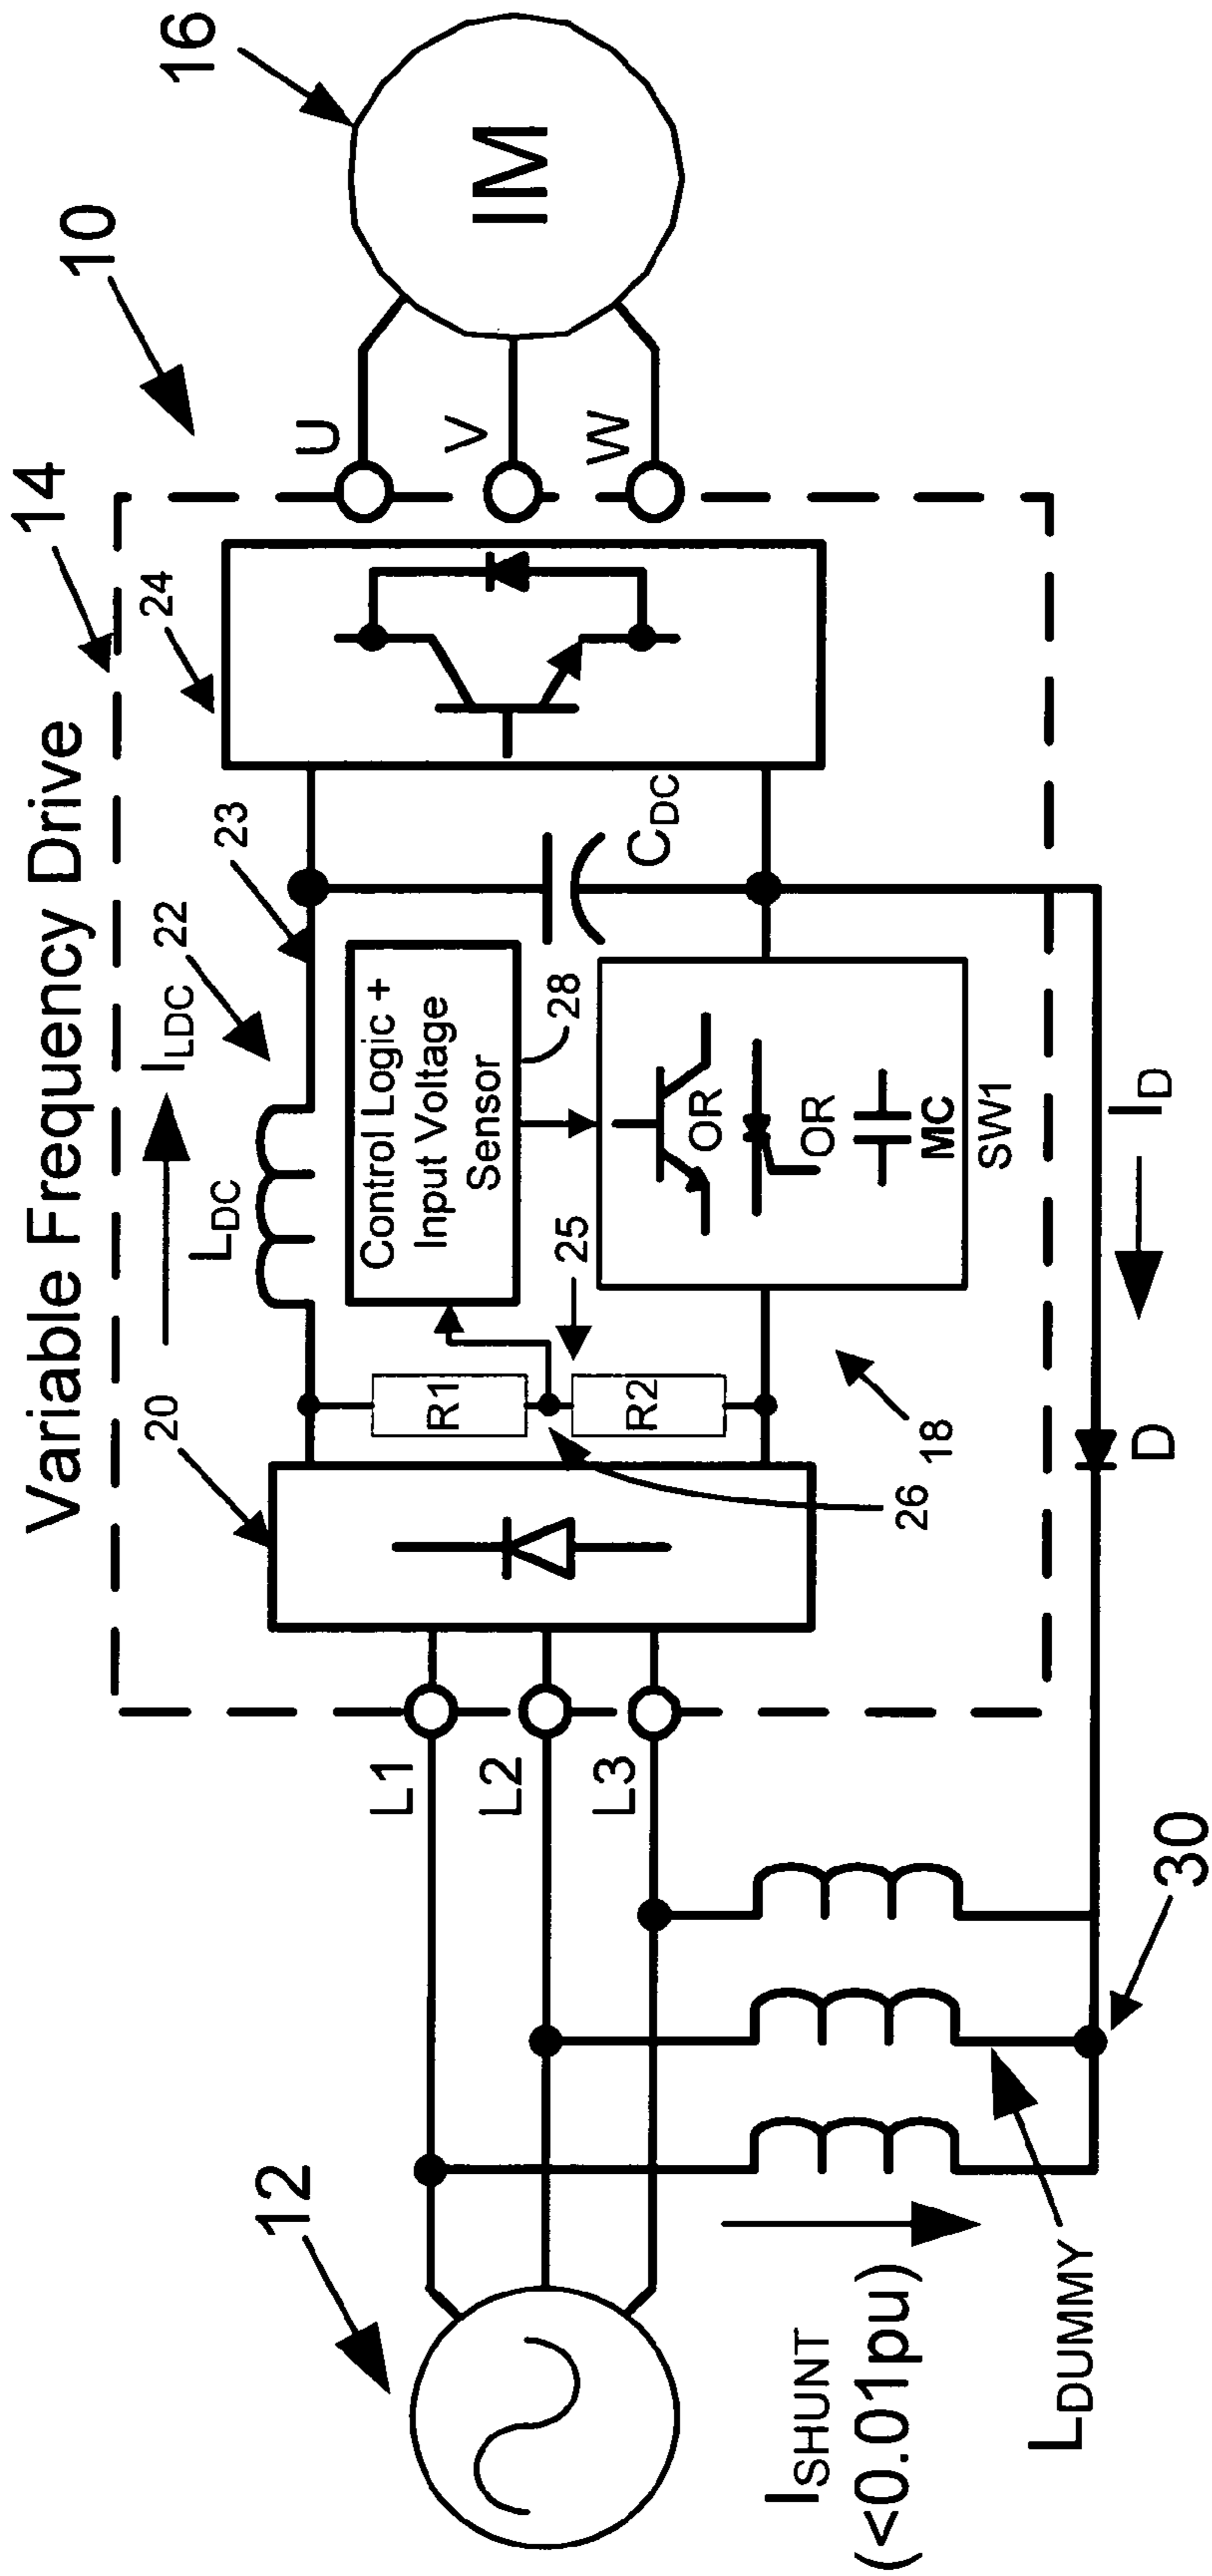 Variable Frequency Drive
14
10
16
12
20
I_LDC
22
23
24
L_DC
L1
L2
L3
R1
R2
25
26
18
Control Logic +
Input Voltage
Sensor
28
OR
OR
MC
SW1
C_DC
U
V
W
IM
I_SHUNT
(<0.01pu)
L_DUMMY
30
D
I_D